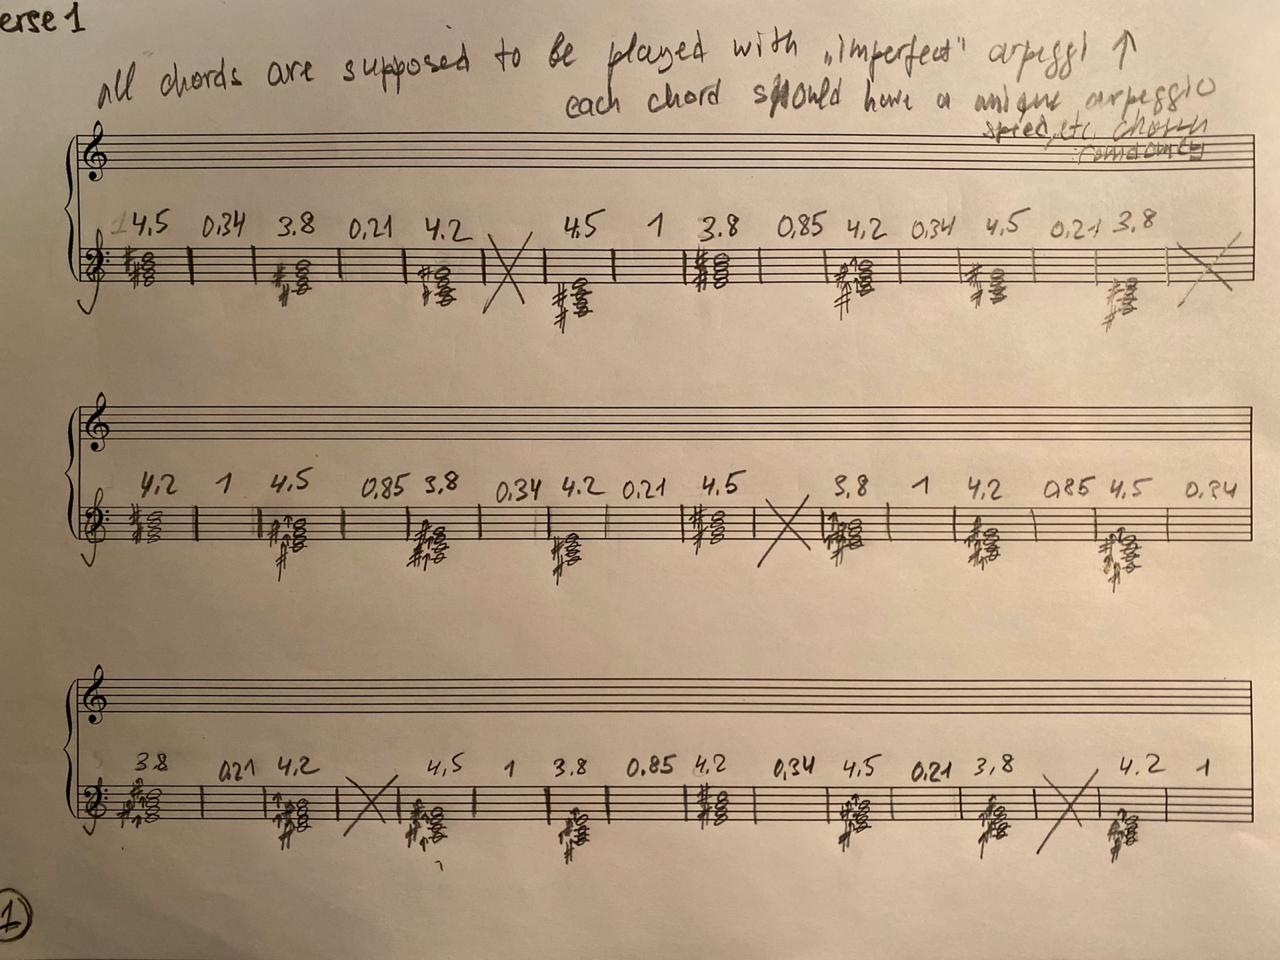 erse 1
all chords are supposed to be played with „imperfect" arpeggi ↑
each chord should have a unique arpeggio
speed, etc. chosen
randomly
4,5 0,34 3.8 0,21 4.2 4,5 1 3.8 0,85 4,2 0,34 4,5 0,21 3,8
4,2 1 4,5 0,85 3,8 0,34 4.2 0,21 4,5 3,8 1 4,2 0,85 4,5 0,34
3,8 0,21 4,2 4,5 1 3.8 0,85 4,2 0,34 4,5 0,21 3,8 4.2 1
1